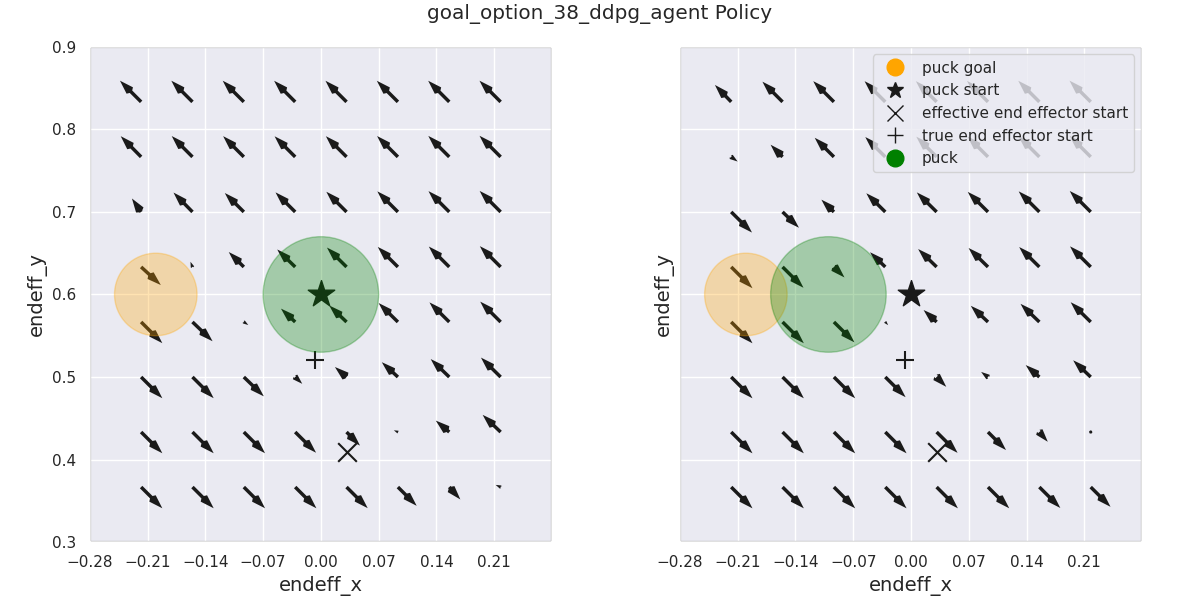 goal_option_38_ddpg_agent Policy
0.9
0.8
0.7
0.6
0.5
0.4
0.3
endeff_y
−0.28 −0.21 −0.14 −0.07 0.00 0.07 0.14 0.21
endeff_x
puck goal
puck start
effective end effector start
true end effector start
puck
endeff_y
−0.28 −0.21 −0.14 −0.07 0.00 0.07 0.14 0.21
endeff_x